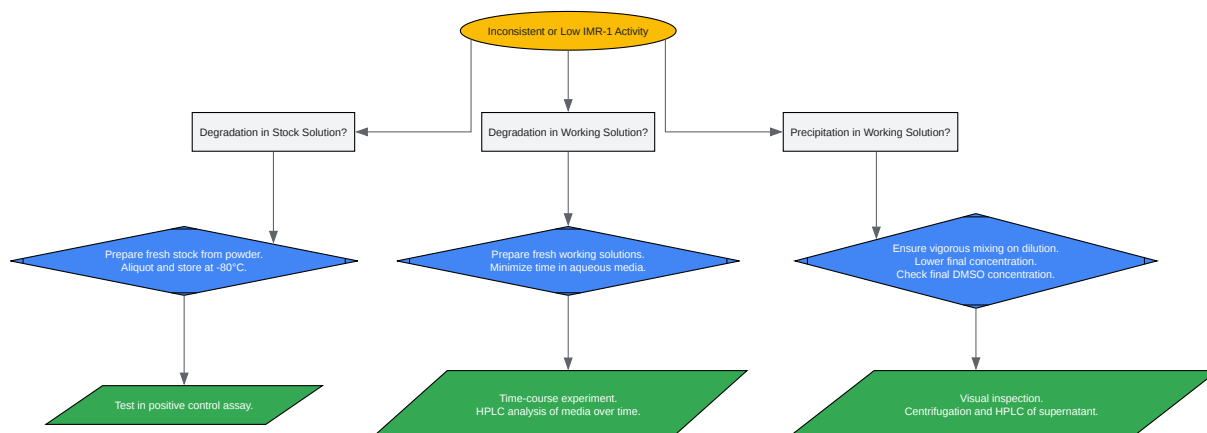 Inconsistent or Low IMR-1 Activity
Degradation in Stock Solution?
Degradation in Working Solution?
Precipitation in Working Solution?
Prepare fresh stock from powder.
Aliquot and store at -80°C.
Prepare fresh working solutions.
Minimize time in aqueous media.
Ensure vigorous mixing on dilution.
Lower final concentration.
Check final DMSO concentration.
Test in positive control assay.
Time-course experiment.
HPLC analysis of media over time.
Visual inspection.
Centrifugation and HPLC of supernatant.